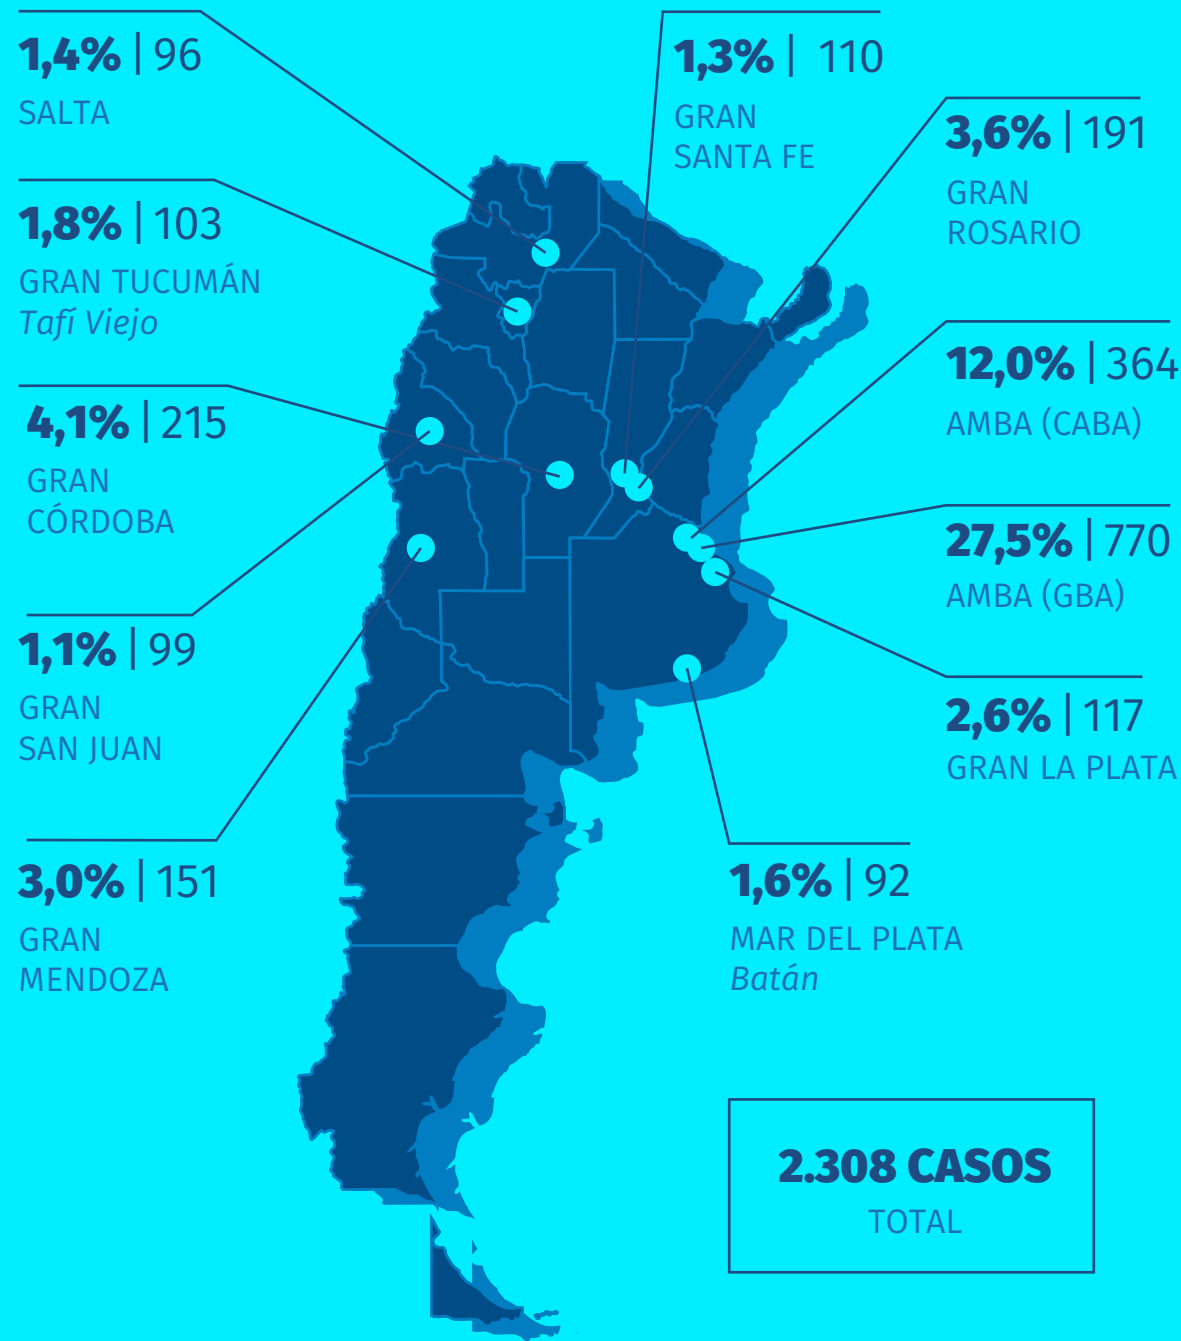 1,4% | 96
SALTA
1,8% | 103
GRAN TUCUMÁN
Tafí Viejo
4,1% | 215
GRAN
CÓRDOBA
1,1% | 99
GRAN
SAN JUAN
3,0% | 151
GRAN
MENDOZA
1,3% | 110
GRAN
SANTA FE
3,6% | 191
GRAN
ROSARIO
12,0% | 364
AMBA (CABA)
27,5% | 770
AMBA (GBA)
2,6% | 117
GRAN LA PLATA
1,6% | 92
MAR DEL PLATA
Batán
2.308 CASOS
TOTAL